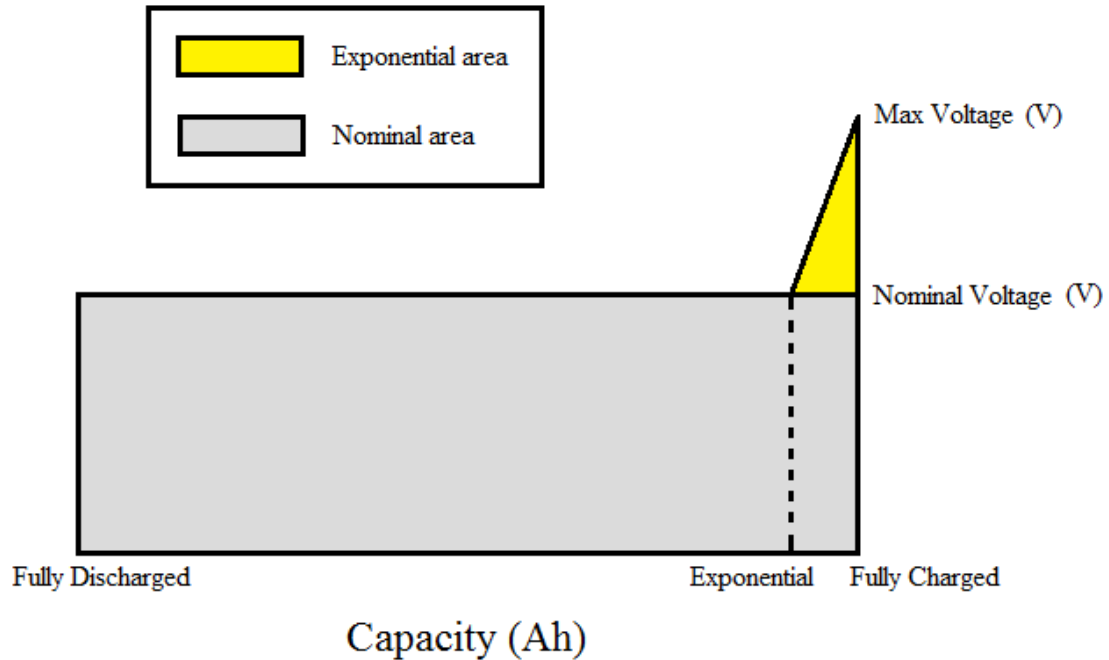 Exponential area
Nominal area
Max Voltage (V)
Nominal Voltage (V)
Fully Discharged
Exponential
Fully Charged
Capacity (Ah)